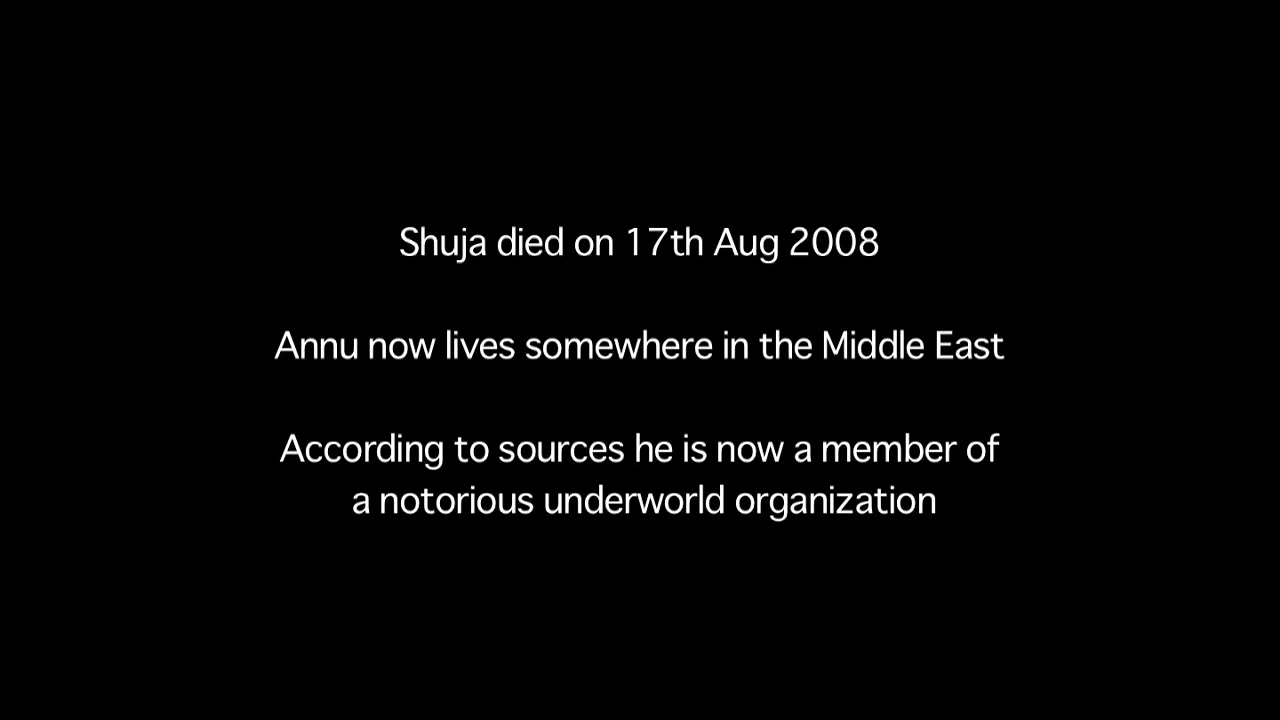 Shuja died on 17th Aug 2008
Annu now lives somewhere in the Middle East
According to sources he is now a member of
a notorious underworld organization